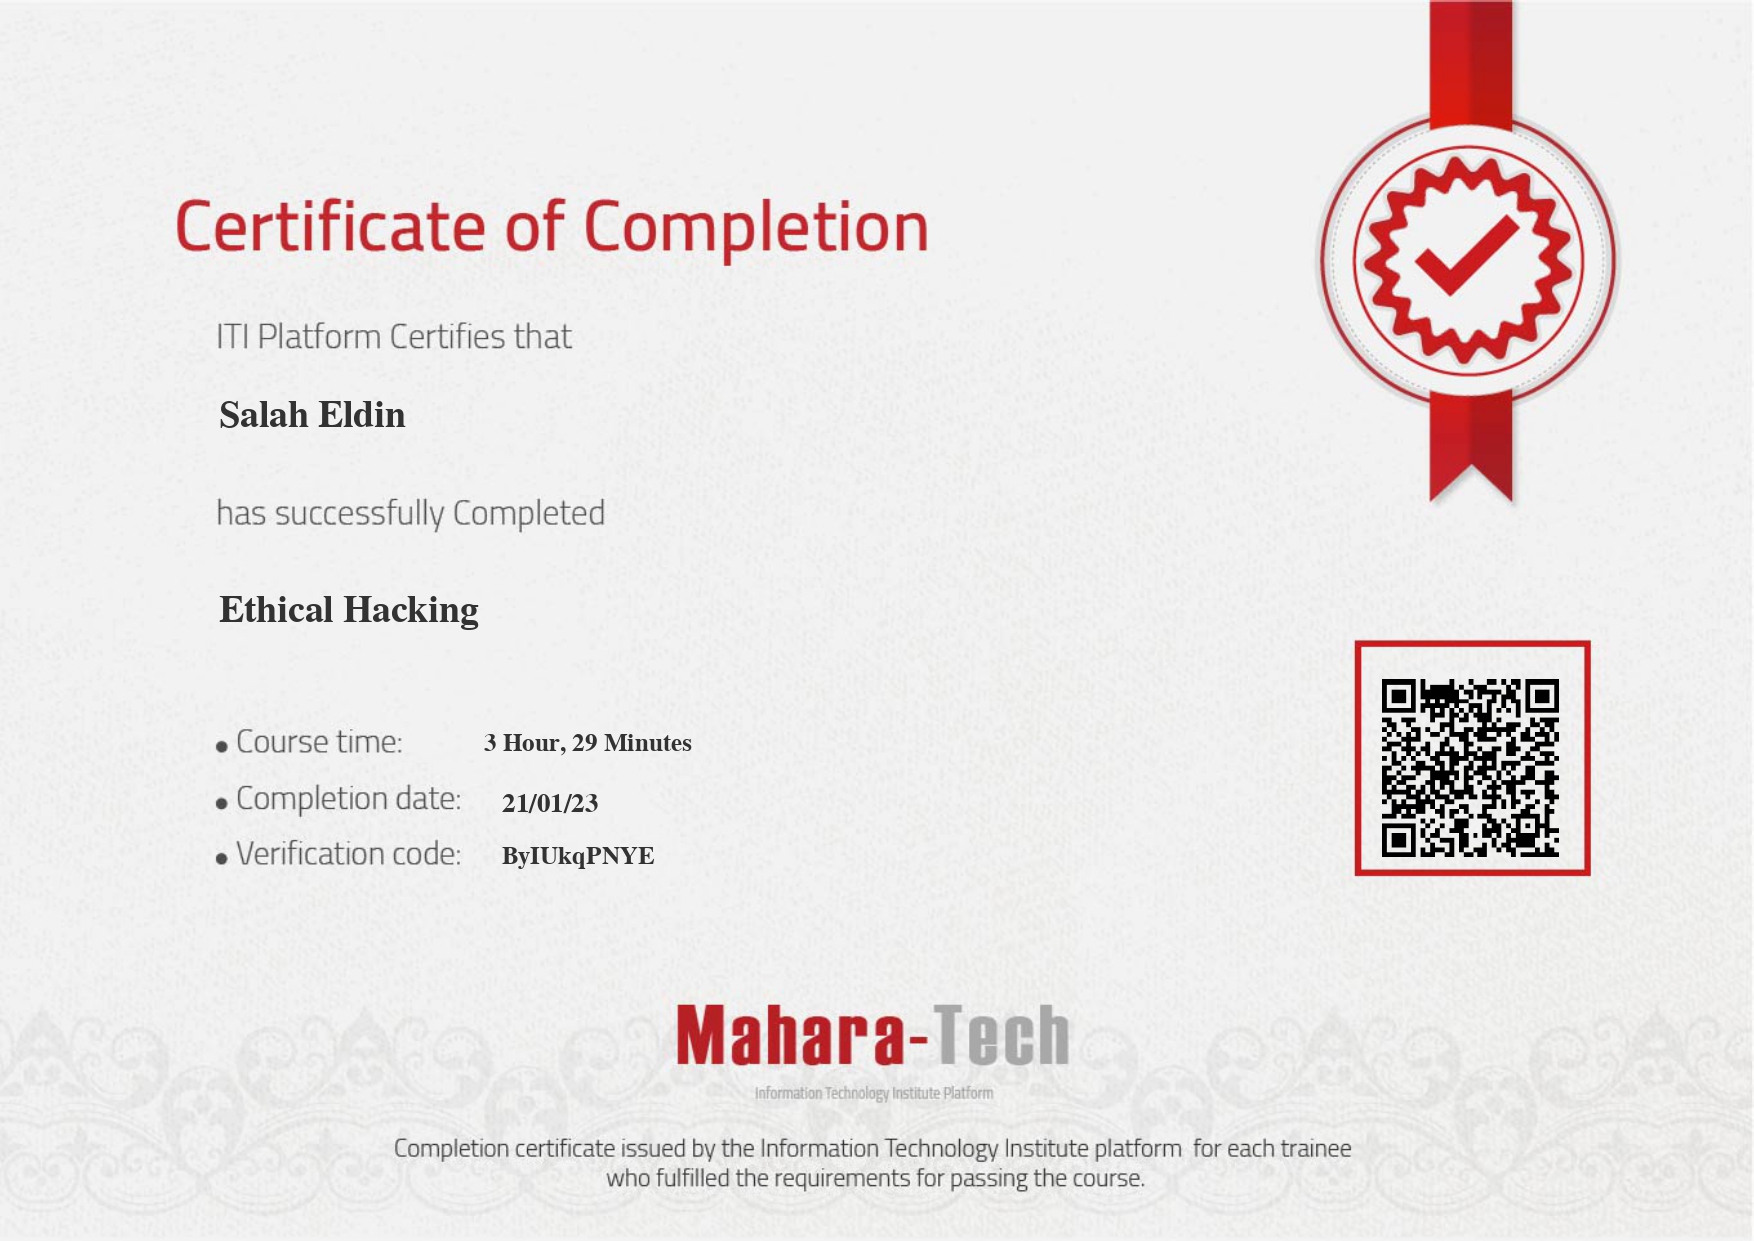 Certificate of Completion
ITI Platform Certifies that
Salah Eldin
has successfully Completed
Ethical Hacking
• Course time: 3 Hour, 29 Minutes
• Completion date: 21/01/23
• Verification code: ByIUkqPNYE
Mahara-Tech
Information Technology Institute Platform
Completion certificate issued by the Information Technology Institute platform for each trainee
who fulfilled the requirements for passing the course.